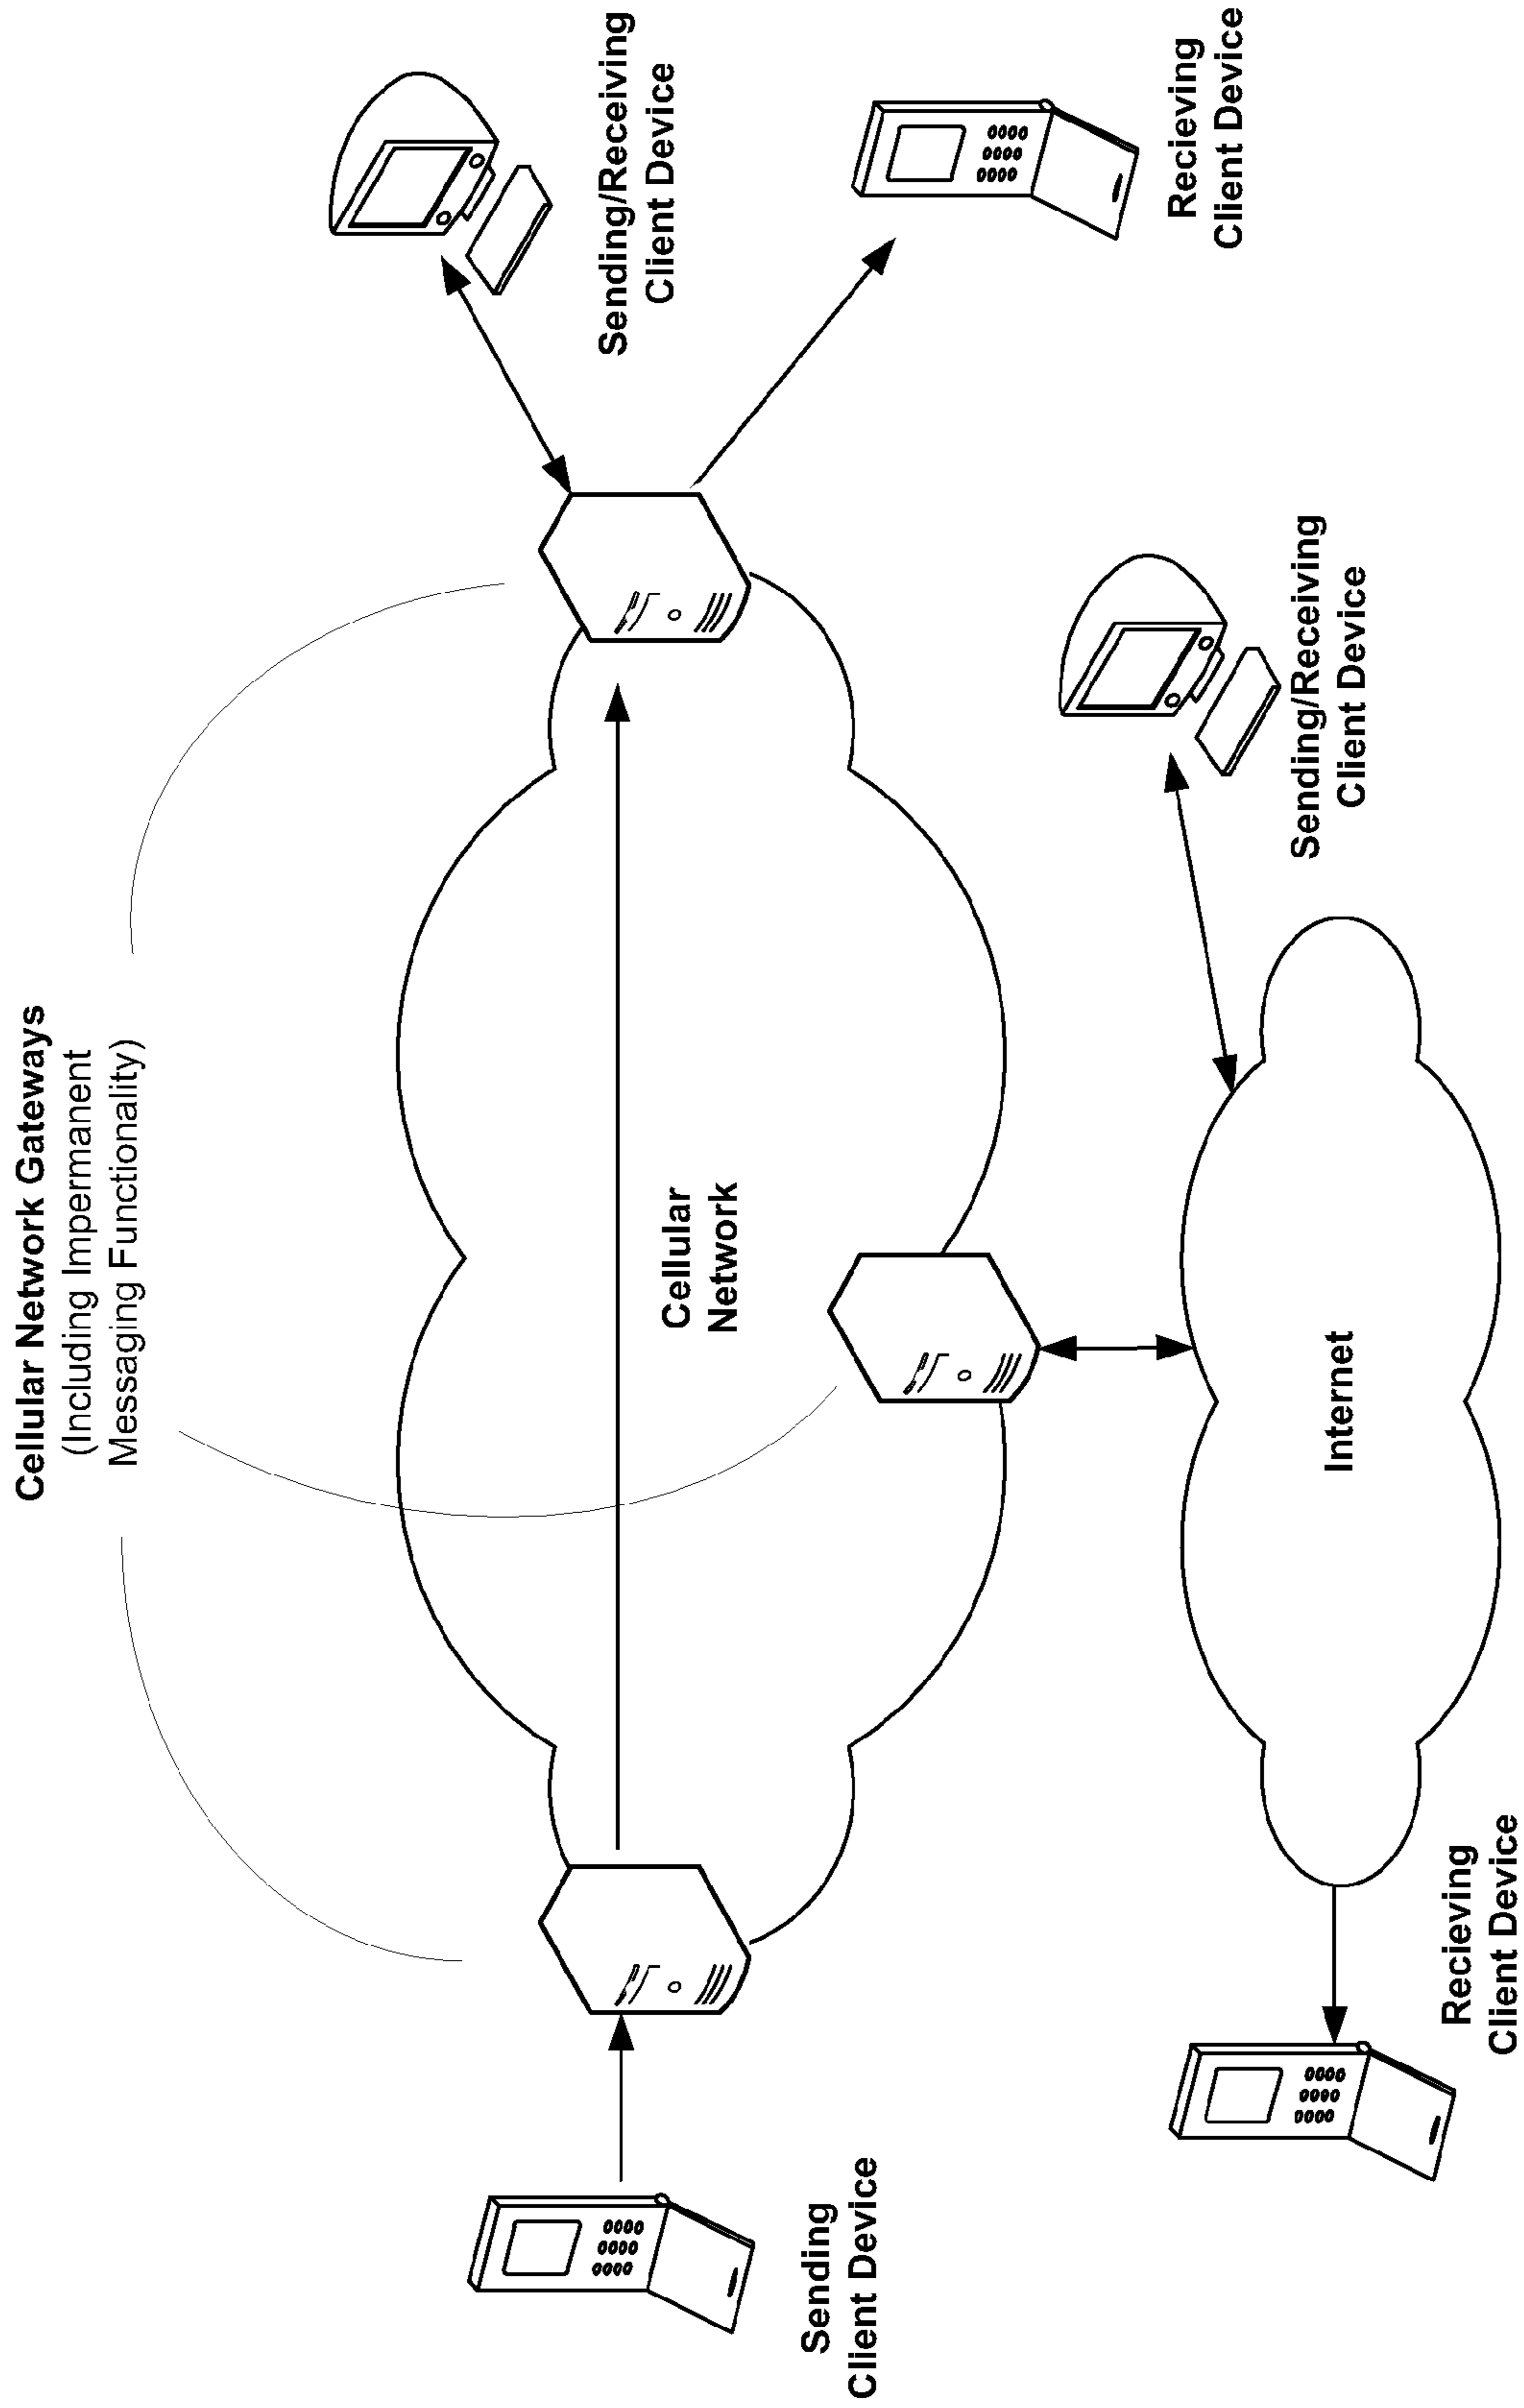 Cellular Network Gateways
(Including Impermanent
Messaging Functionality)
Sending/Receiving
Client Device
Cellular
Network
Recieving
Client Device
Sending
Client Device
Sending/Receiving
Client Device
Internet
Recieving
Client Device